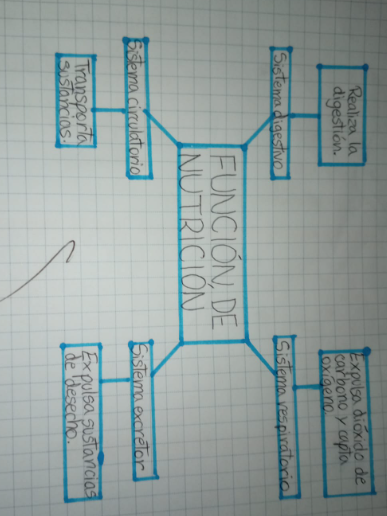 Realiza la
digestión.
Sistema digestivo
Expulsa dióxido de
carbono y capta
oxígeno.
Sistema respiratorio
FUNCIÓN DE
NUTRICIÓN
Sistema circulatorio
Transporta
sustancias.
Sistema excretor
Expulsa sustancias
de desecho.